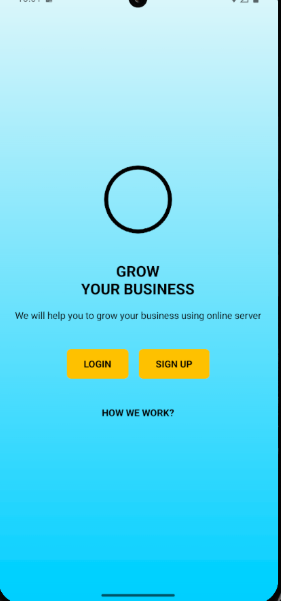 GROW
YOUR BUSINESS
We will help you to grow your business using online server
LOGIN
SIGN UP
HOW WE WORK?